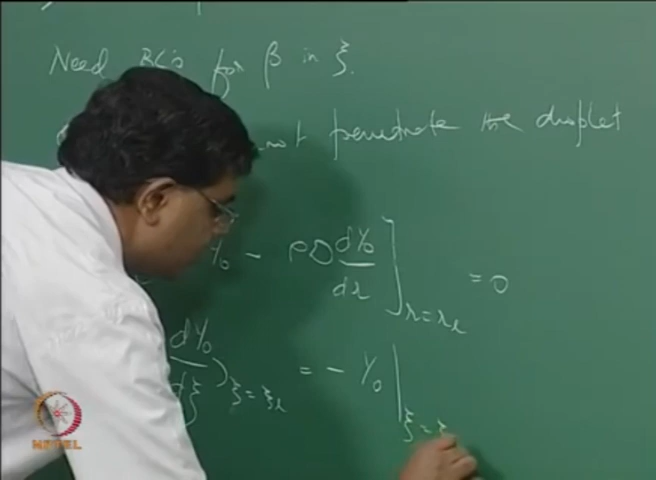 Need BC's for β in ξ.
not penetrate the droplet
Y₀ - ρD dY₀/dr ]r=rₗ = 0
dY₀/dξ )ξ=ξₗ = - Y₀ |ξ=ξ
NPTEL